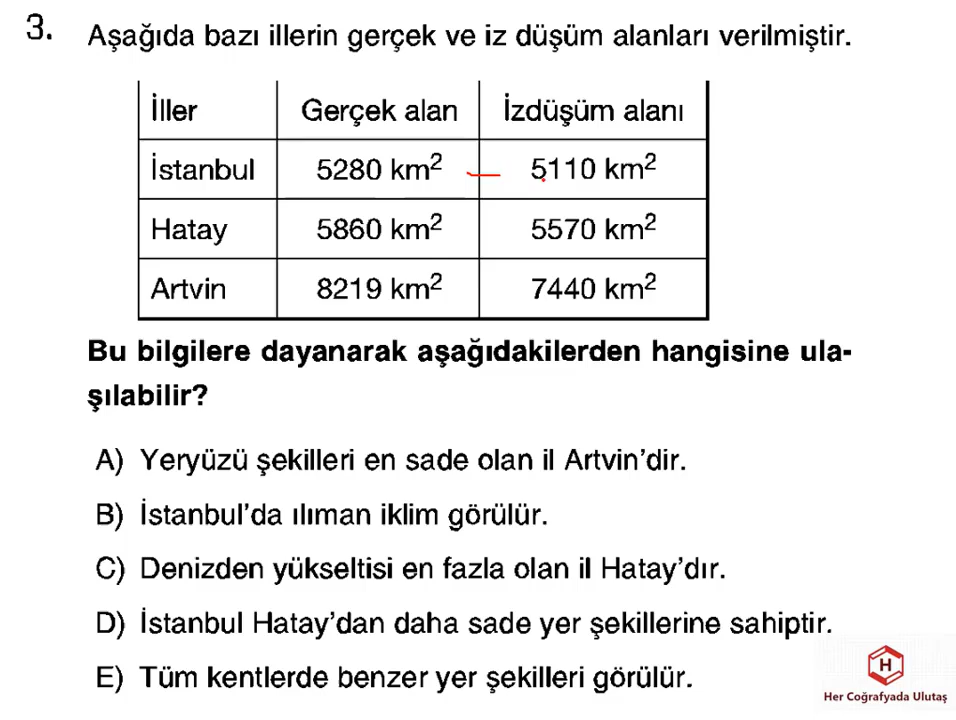 3. Aşağıda bazı illerin gerçek ve iz düşüm alanları verilmiştir.
İller Gerçek alan İzdüşüm alanı
İstanbul 5280 km² 5110 km²
Hatay 5860 km² 5570 km²
Artvin 8219 km² 7440 km²
Bu bilgilere dayanarak aşağıdakilerden hangisine ula-
şılabilir?
A) Yeryüzü şekilleri en sade olan il Artvin’dir.
B) İstanbul’da ılıman iklim görülür.
C) Denizden yükseltisi en fazla olan il Hatay’dır.
D) İstanbul Hatay’dan daha sade yer şekillerine sahiptir.
E) Tüm kentlerde benzer yer şekilleri görülür.
H
Her Coğrafyada Ulutaş